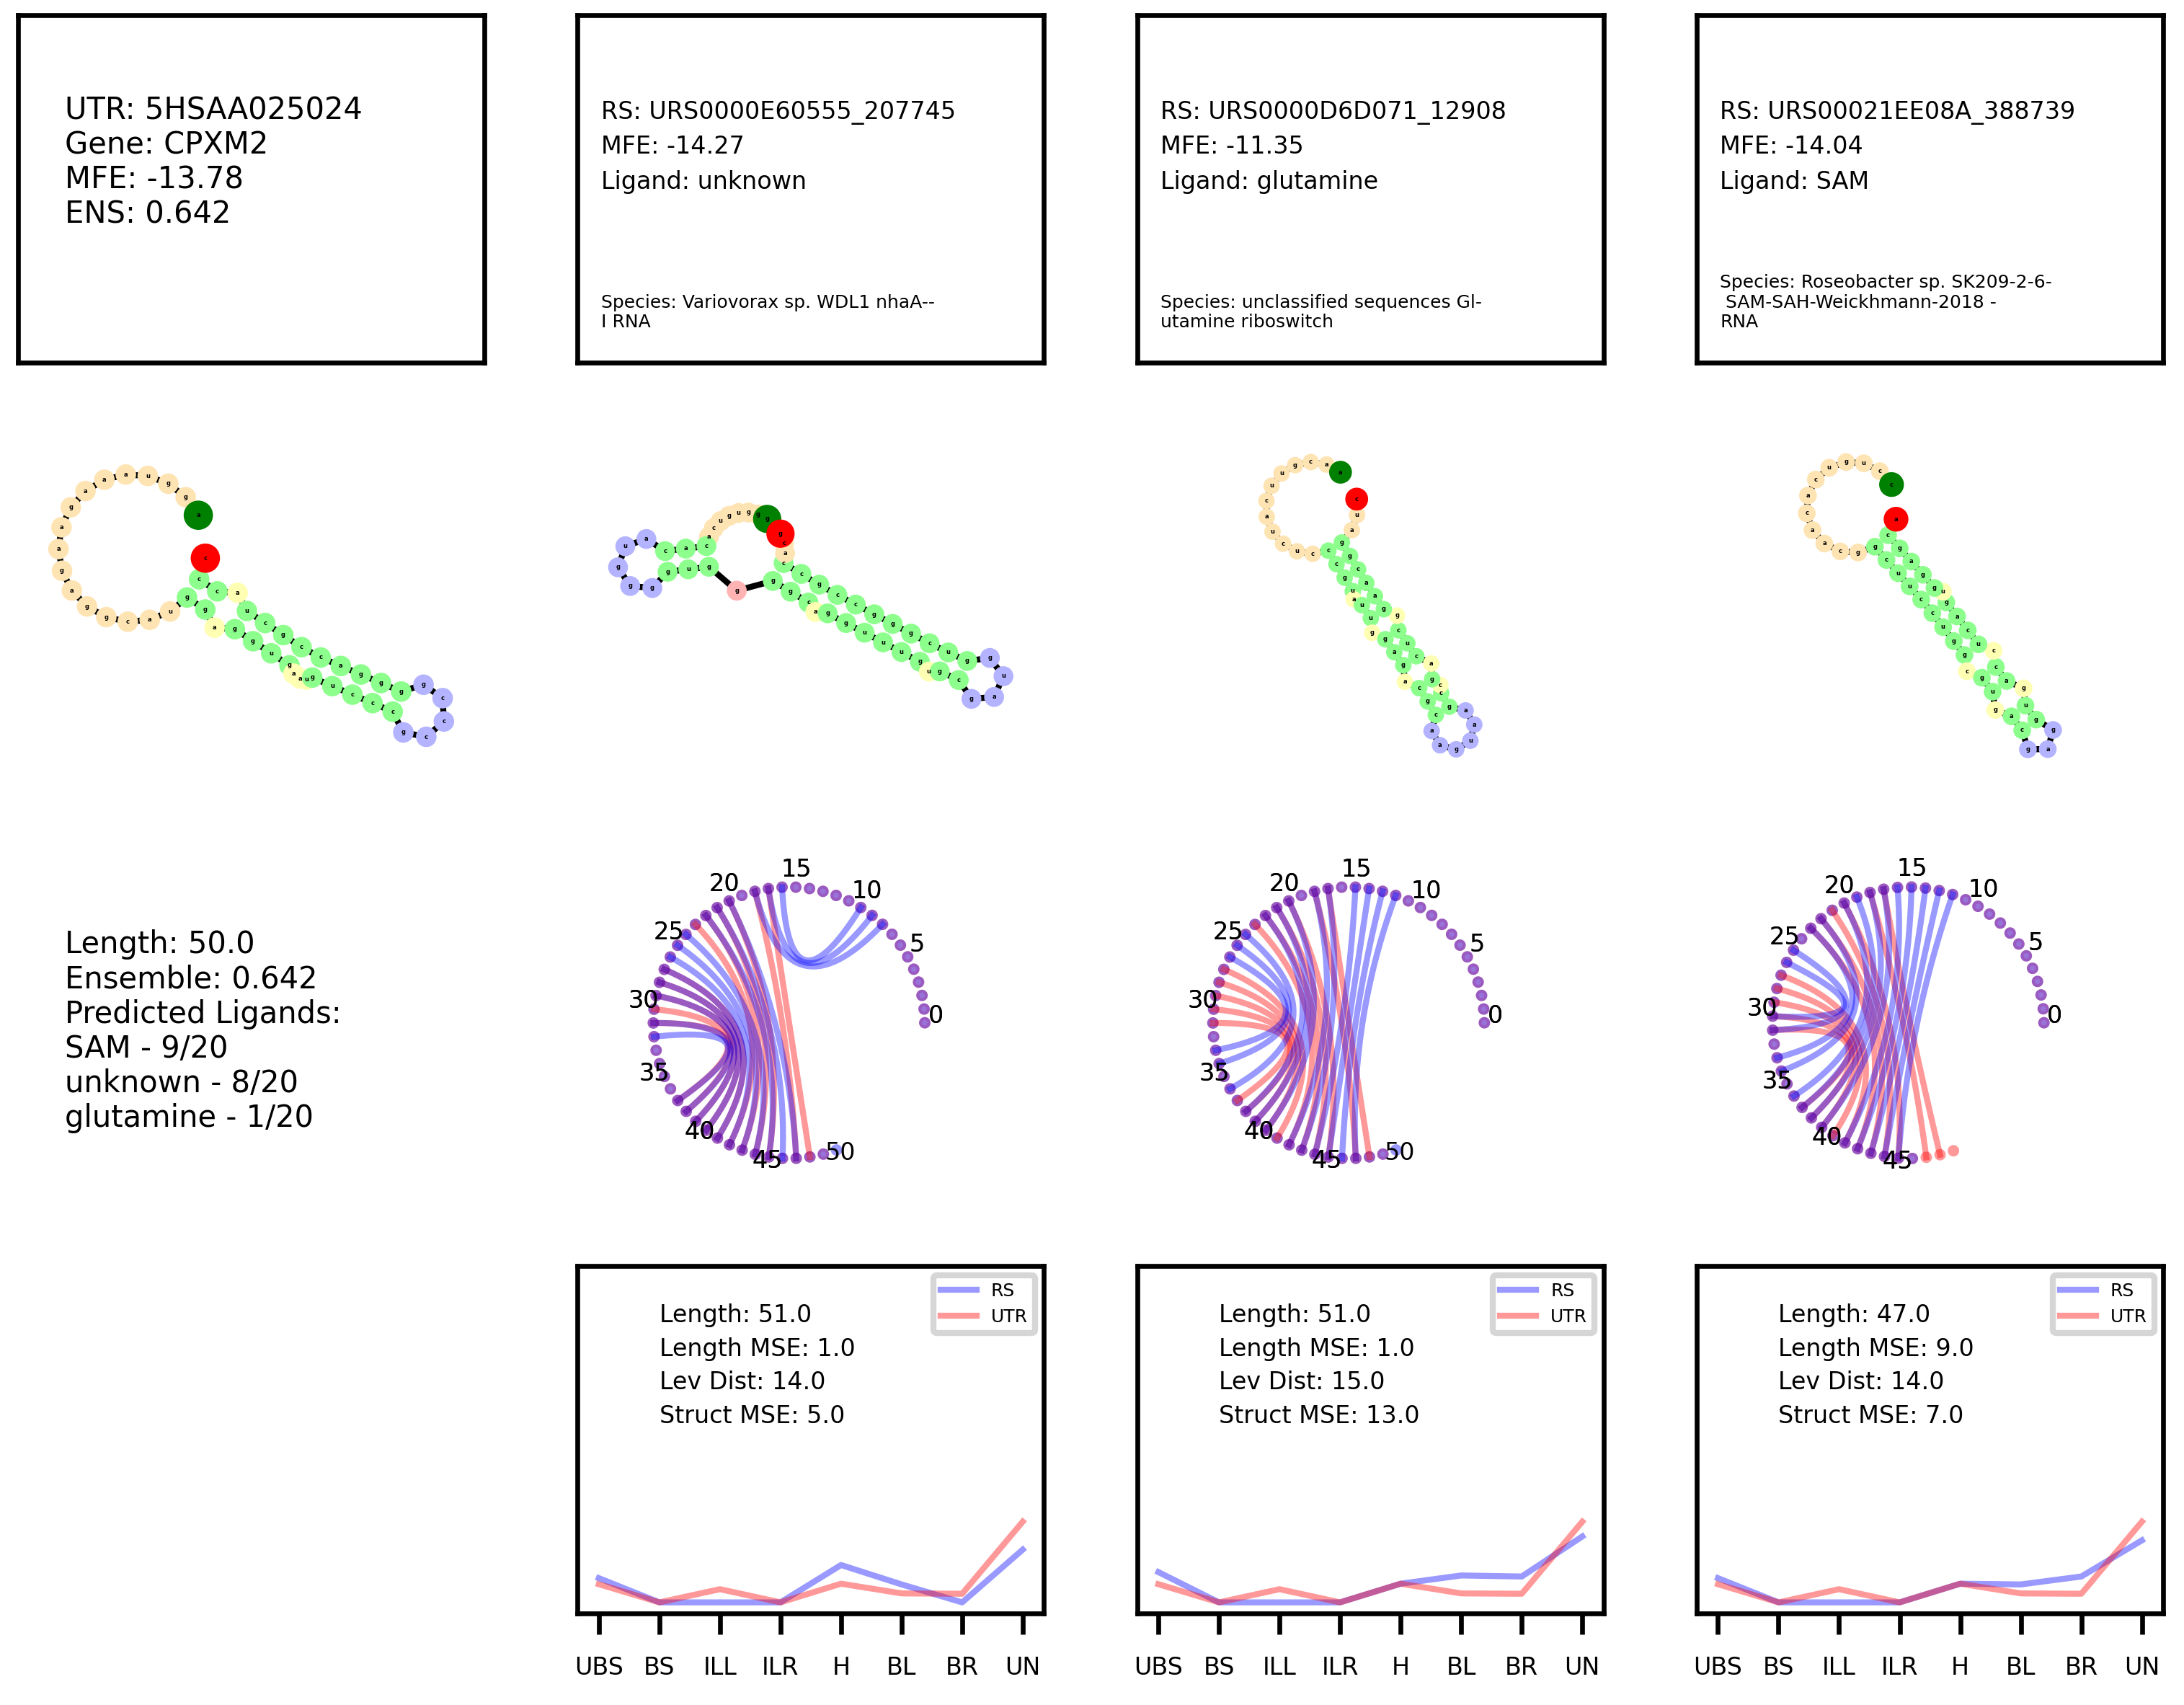 UTR: 5HSAA025024
Gene: CPXM2
MFE: -13.78
ENS: 0.642
RS: URS0000E60555_207745
MFE: -14.27
Ligand: unknown
Species: Variovorax sp. WDL1 nhaA--
I RNA
RS: URS0000D6D071_12908
MFE: -11.35
Ligand: glutamine
Species: unclassified sequences Gl-
utamine riboswitch
RS: URS00021EE08A_388739
MFE: -14.04
Ligand: SAM
Species: Roseobacter sp. SK209-2-6-
SAM-SAH-Weickhmann-2018 -
RNA
Length: 50.0
Ensemble: 0.642
Predicted Ligands:
SAM - 9/20
unknown - 8/20
glutamine - 1/20
0
5
10
15
20
25
30
35
40
45
50
0
5
10
15
20
25
30
35
40
45
50
0
5
10
15
20
25
30
35
40
45
RS
UTR
Length: 51.0
Length MSE: 1.0
Lev Dist: 14.0
Struct MSE: 5.0
UBS BS ILL ILR H BL BR UN
RS
UTR
Length: 51.0
Length MSE: 1.0
Lev Dist: 15.0
Struct MSE: 13.0
UBS BS ILL ILR H BL BR UN
RS
UTR
Length: 47.0
Length MSE: 9.0
Lev Dist: 14.0
Struct MSE: 7.0
UBS BS ILL ILR H BL BR UN